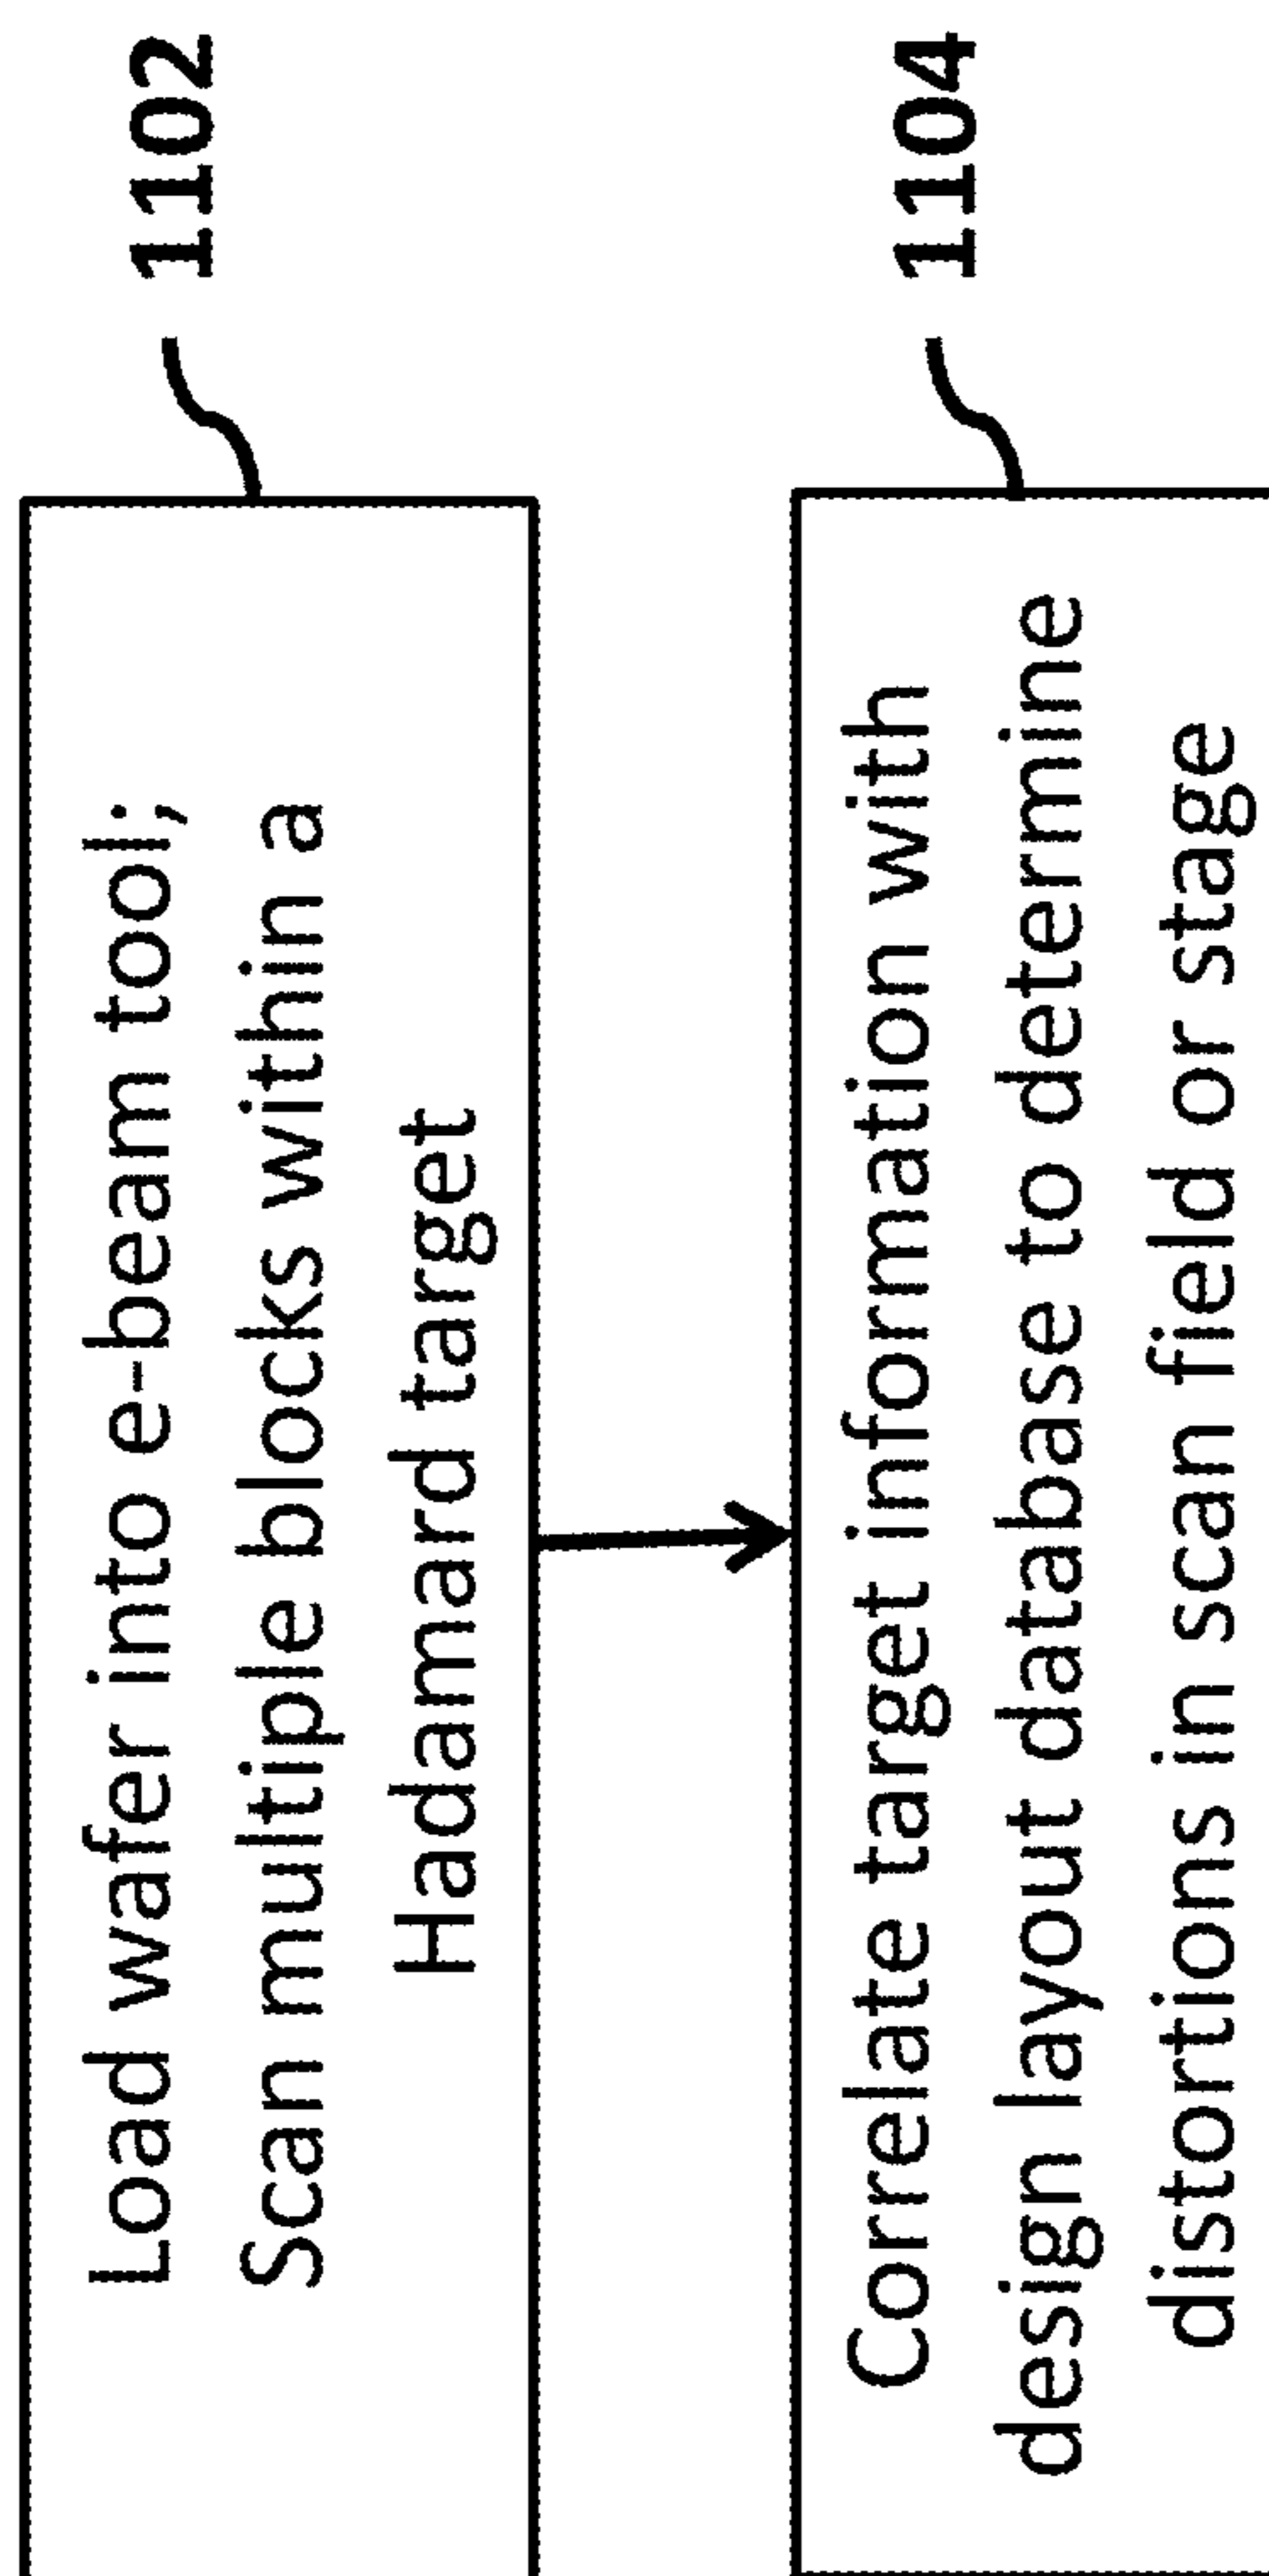 Load wafer into e-beam tool;
Scan multiple blocks within a
Hadamard target
1102
Correlate target information with
design layout database to determine
distortions in scan field or stage
1104